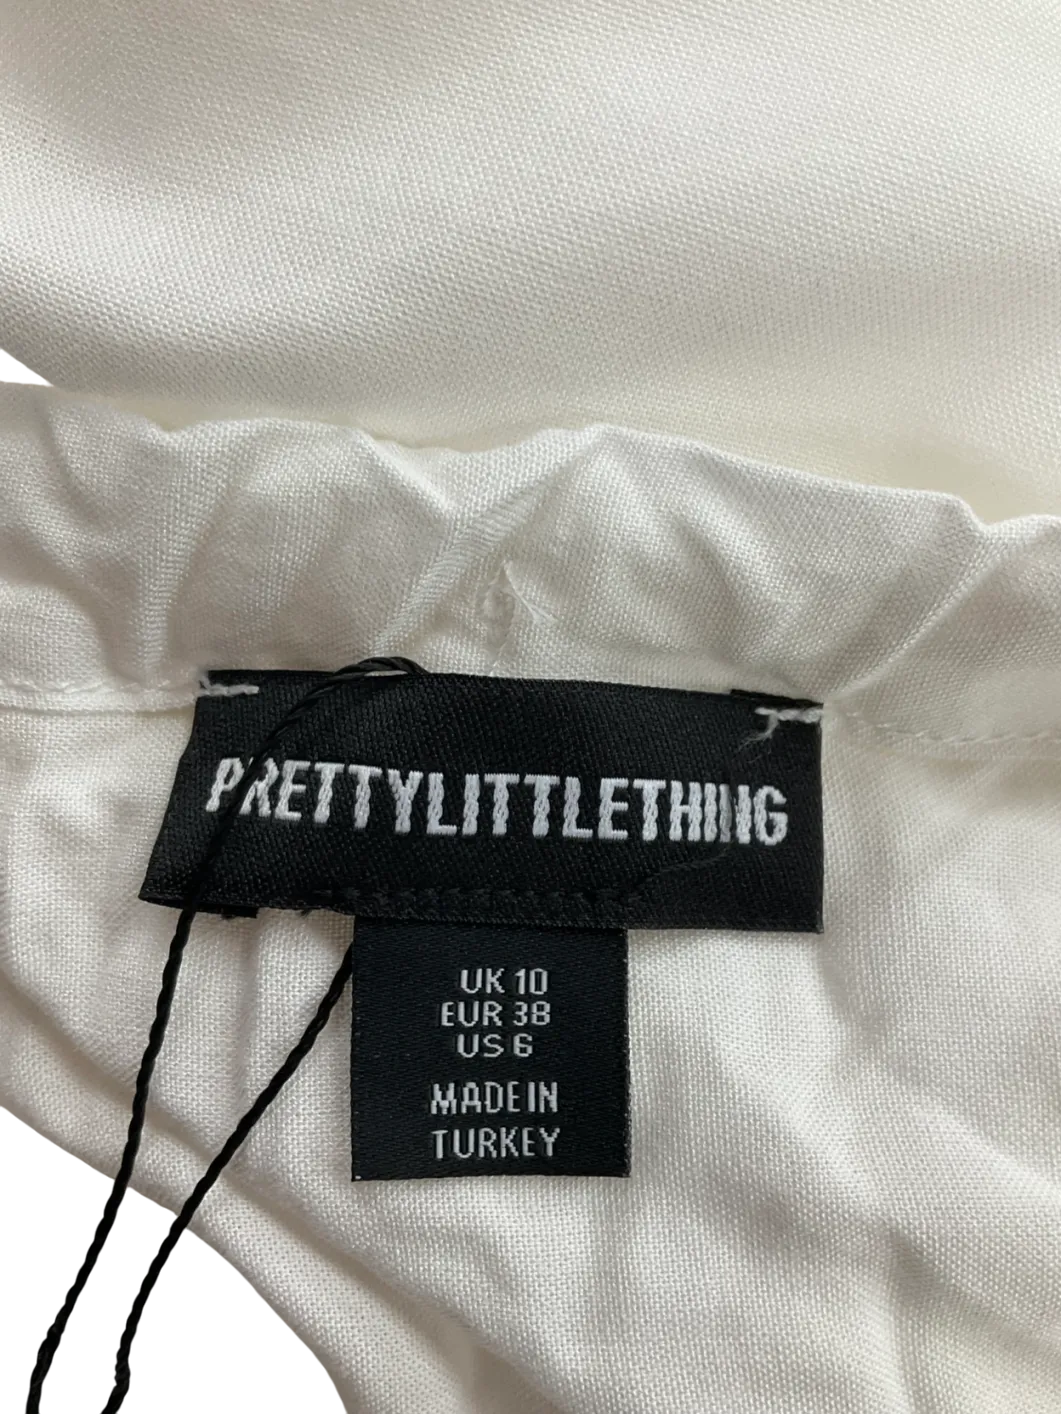 PRETTYLITTLETHING
UK 10
EUR 38
US 6
MADE IN
TURKEY